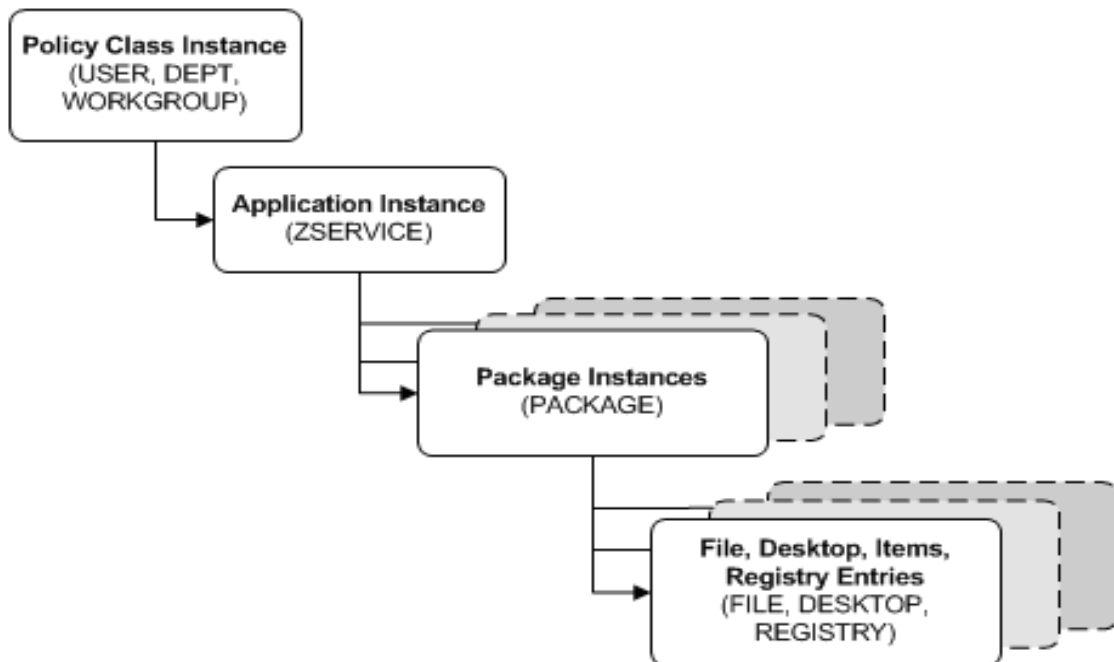 Policy Class Instance
(USER, DEPT,
WORKGROUP)
Application Instance
(ZSERVICE)
Package Instances
(PACKAGE)
File, Desktop, Items,
Registry Entries
(FILE, DESKTOP,
REGISTRY)